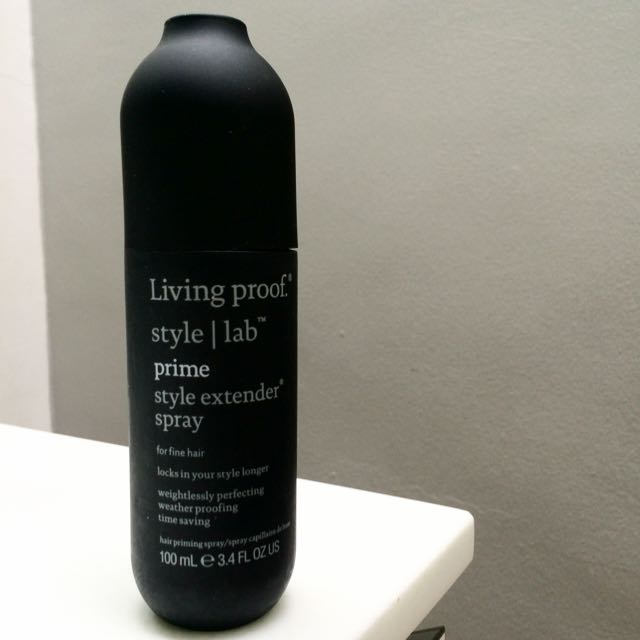 Living proof.®
style | lab™
prime
style extender®
spray
for fine hair
locks in your style longer
weightlessly perfecting
weather proofing
time saving
hair priming spray/spray capillaire de base
100 mL ℮ 3.4 FL OZ US